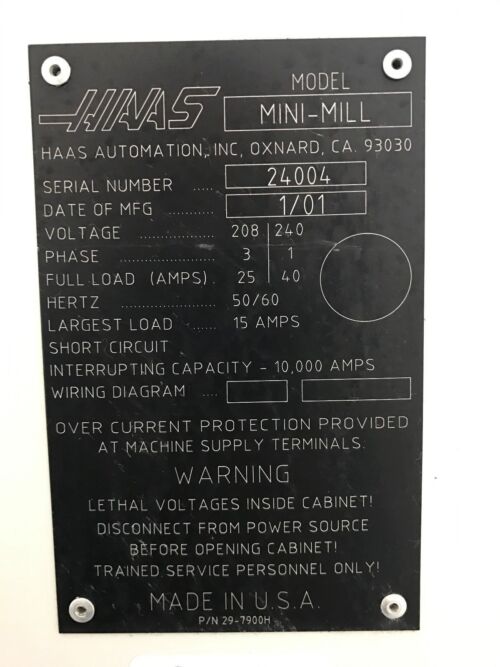 HAAS
MODEL
MINI-MILL
HAAS AUTOMATION, INC, OXNARD, CA. 93030
SERIAL NUMBER ..... 24004
DATE OF MFG ............ 1/01
VOLTAGE ................ 208 | 240
PHASE ................... 3 | 1
FULL LOAD (AMPS). 25 | 40
HERTZ ..................... 50/60
LARGEST LOAD ...... 15 AMPS
SHORT CIRCUIT
INTERRUPTING CAPACITY - 10,000 AMPS
WIRING DIAGRAM ....
OVER CURRENT PROTECTION PROVIDED
AT MACHINE SUPPLY TERMINALS.
WARNING
LETHAL VOLTAGES INSIDE CABINET!
DISCONNECT FROM POWER SOURCE
BEFORE OPENING CABINET!
TRAINED SERVICE PERSONNEL ONLY!
MADE IN U.S.A.
P/N 29-7900H